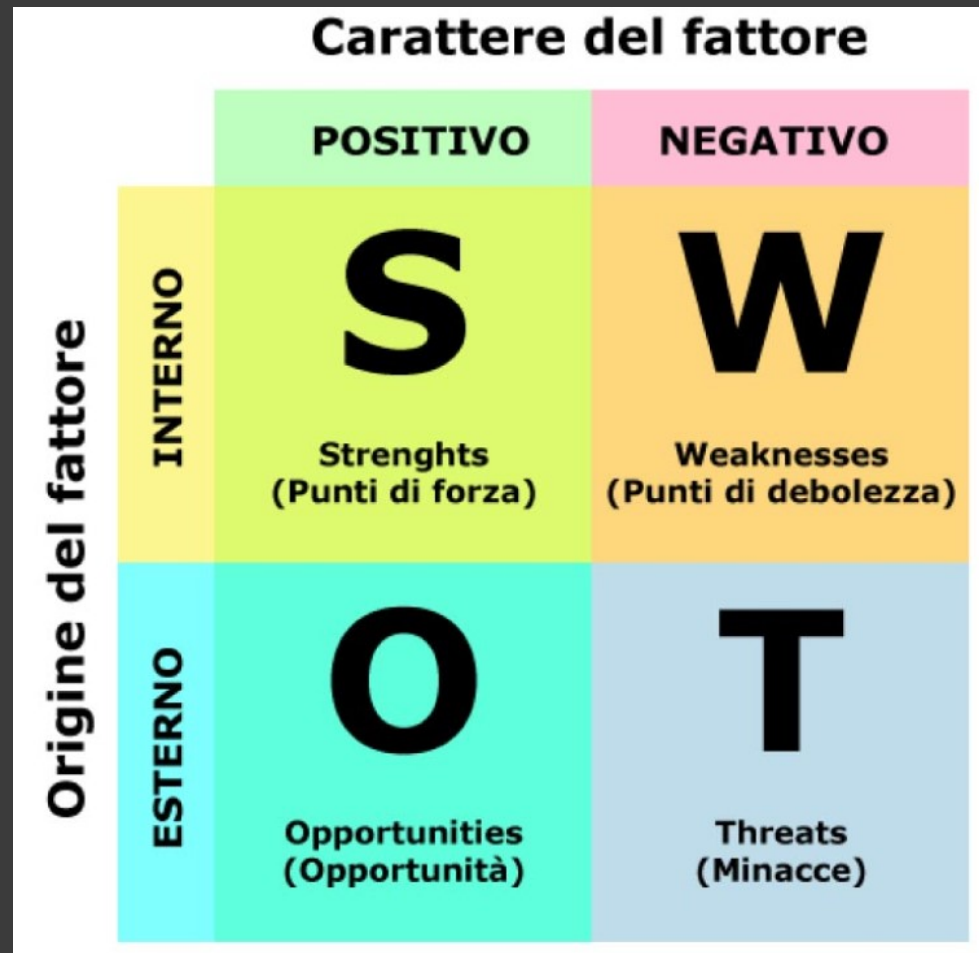 Carattere del fattore
POSITIVO
NEGATIVO
Origine del fattore
INTERNO
S
Strenghts
(Punti di forza)
W
Weaknesses
(Punti di debolezza)
ESTERNO
O
Opportunities
(Opportunità)
T
Threats
(Minacce)